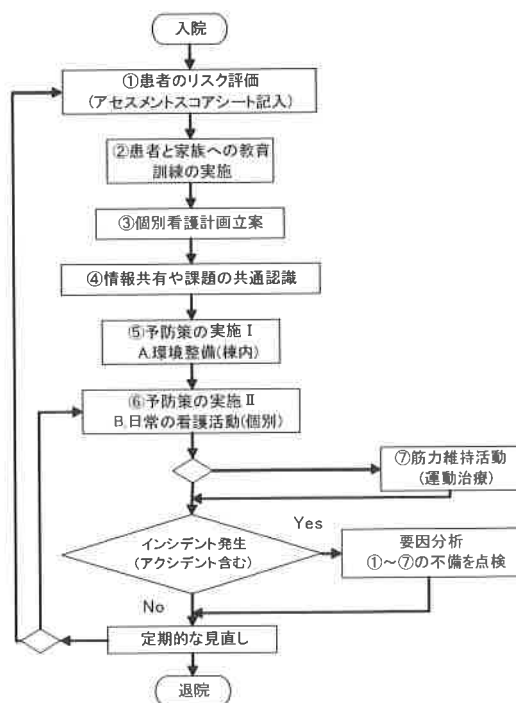 入院
①患者のリスク評価
(アセスメントスコアシート記入)
②患者と家族への教育
訓練の実施
③個別看護計画立案
④情報共有や課題の共通認識
⑤予防策の実施Ⅰ
A.環境整備(棟内)
⑥予防策の実施Ⅱ
B.日常の看護活動(個別)
⑦筋力維持活動
(運動治療)
インシデント発生
(アクシデント含む)
Yes
要因分析
①～⑦の不備を点検
No
定期的な見直し
退院